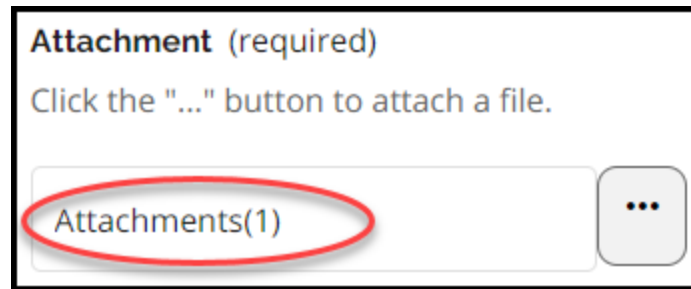 Attachment (required)
Click the "..." button to attach a file.
Attachments(1) •••